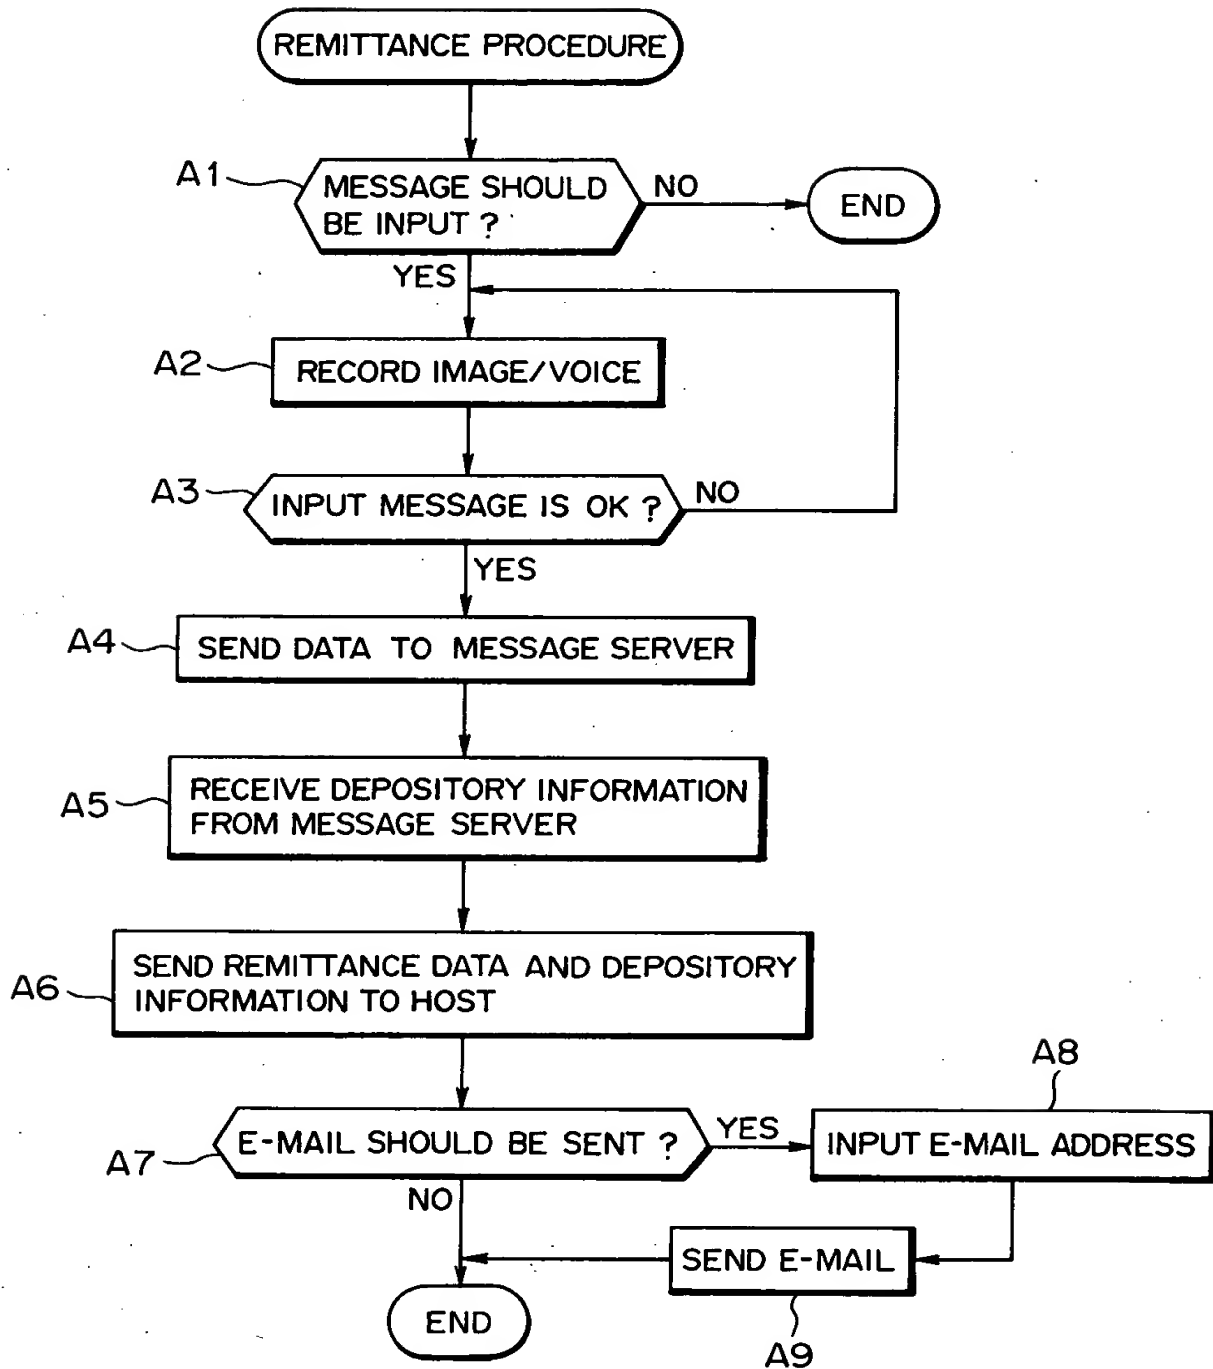 REMITTANCE PROCEDURE
A1
MESSAGE SHOULD
BE INPUT ?
NO
END
YES
A2
RECORD IMAGE/VOICE
A3
INPUT MESSAGE IS OK ?
NO
YES
A4
SEND DATA TO MESSAGE SERVER
A5
RECEIVE DEPOSITORY INFORMATION
FROM MESSAGE SERVER
A6
SEND REMITTANCE DATA AND DEPOSITORY
INFORMATION TO HOST
A7
E-MAIL SHOULD BE SENT ?
YES
A8
INPUT E-MAIL ADDRESS
NO
SEND E-MAIL
A9
END